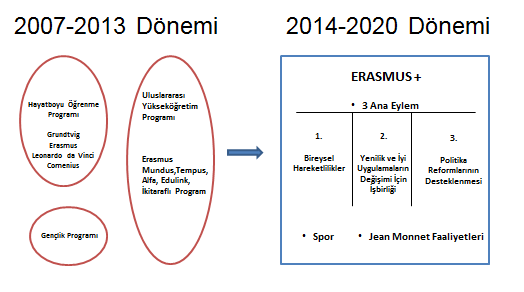 2007-2013 Dönemi
2014-2020 Dönemi
Hayatboyu Öğrenme
Programı
Grundtvig
Erasmus
Leonardo da Vinci
Comenius
Gençlik Programı
Uluslararası
Yükseköğretim
Programı
Erasmus
Mundus,Tempus,
Alfa, Edulink,
İkitaraflı Program
ERASMUS +
• 3 Ana Eylem
1.
Bireysel
Hareketlilikler
2.
Yenilik ve İyi
Uygulamaların
Değişimi İçin
İşbirliği
3.
Politika
Reformlarının
Desteklenmesi
• Spor
• Jean Monnet Faaliyetleri